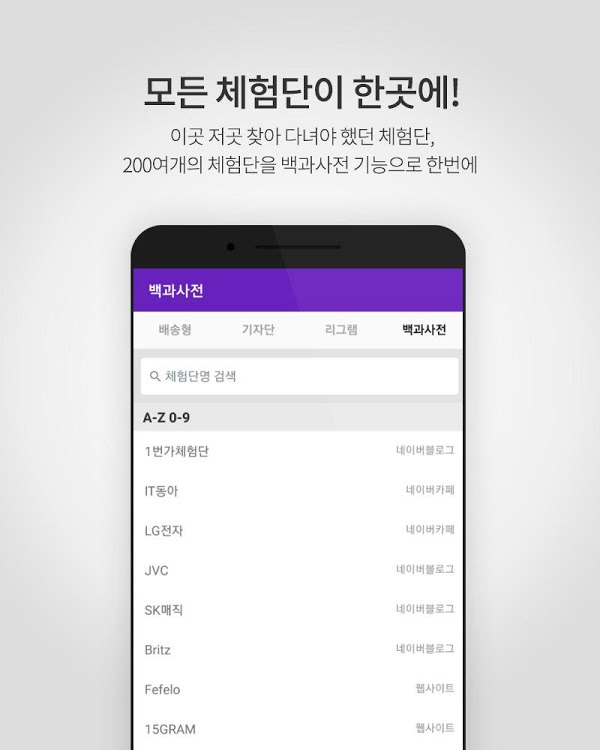 모든 체험단이 한곳에!
이곳 저곳 찾아 다녀야 했던 체험단,
200여개의 체험단을 백과사전 기능으로 한번에
백과사전
배송형 기자단 리그램 백과사전
체험단명 검색
A-Z 0-9
1번가체험단 네이버블로그
IT동아 네이버카페
LG전자 네이버카페
JVC 네이버블로그
SK매직 네이버블로그
Britz 네이버블로그
Fefelo 웹사이트
15GRAM 웹사이트